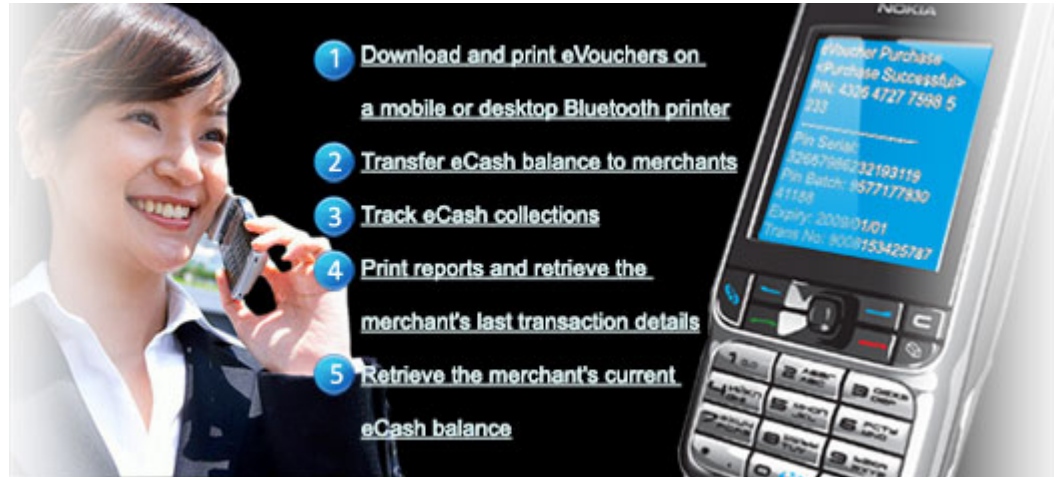 1 Download and print eVouchers on
a mobile or desktop Bluetooth printer
2 Transfer eCash balance to merchants
3 Track eCash collections
4 Print reports and retrieve the
merchant's last transaction details
5 Retrieve the merchant's current
eCash balance
NOKIA
eVoucher Purchase
<Purchase Successful>
PIN: 4326 4727 7598 5
233
Pin Serial:
32667986232193119
Pin Batch: 9577177930
41188
Expiry: 2009/01/01
Trans No: 9008153425787